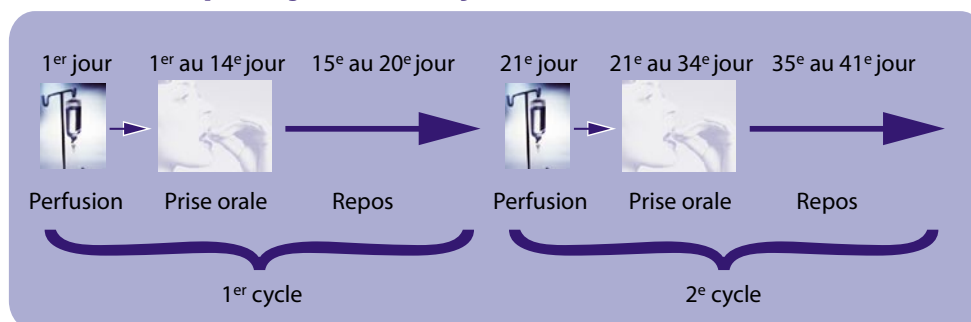 1er jour 1er au 14e jour 15e au 20e jour 21e jour 21e au 34e jour 35e au 41e jour
Perfusion Prise orale Repos Perfusion Prise orale Repos
1er cycle 2e cycle